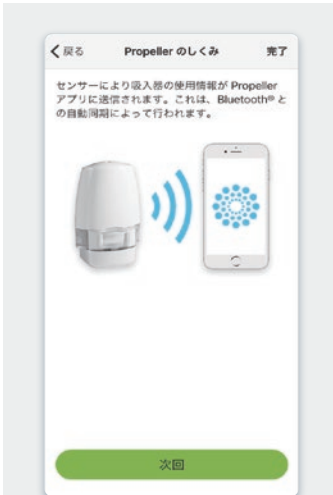 戻る Propeller のしくみ 完了
センサーにより吸入器の使用情報が Propeller
アプリに送信されます。これは、Bluetooth® と
の自動同期によって行われます。
次回